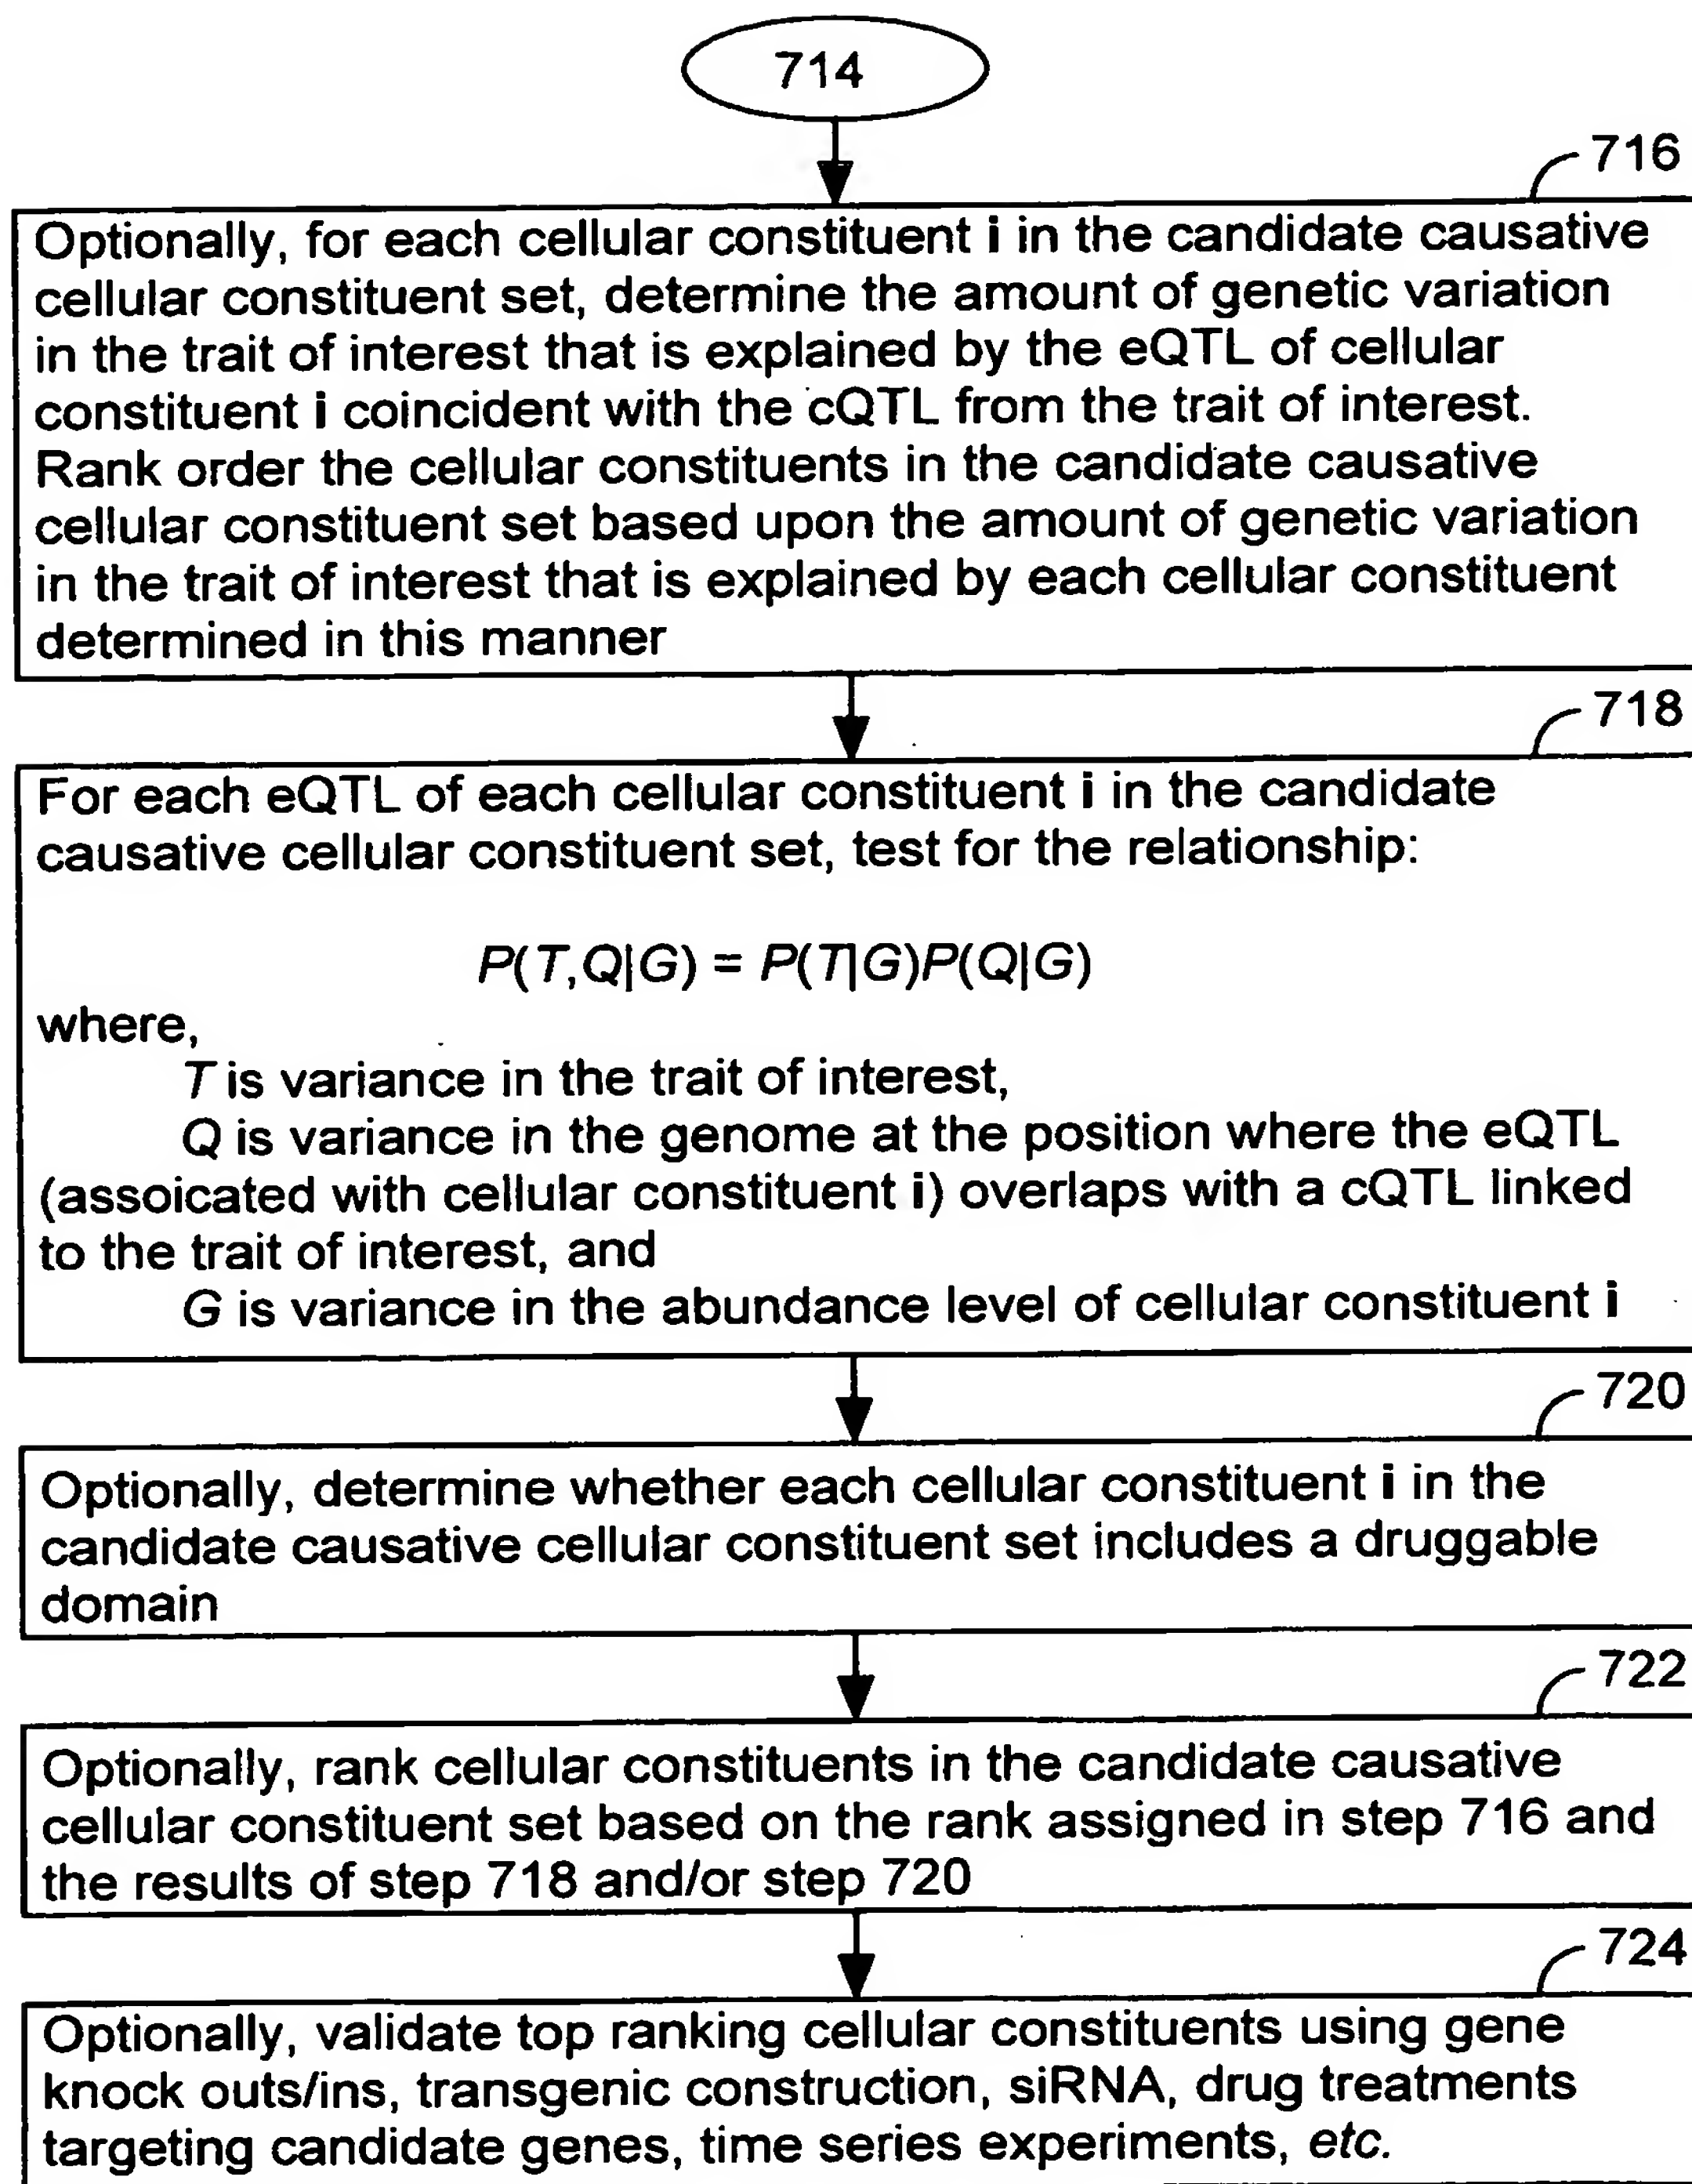 714
716
Optionally, for each cellular constituent i in the candidate causative
cellular constituent set, determine the amount of genetic variation
in the trait of interest that is explained by the eQTL of cellular
constituent i coincident with the cQTL from the trait of interest.
Rank order the cellular constituents in the candidate causative
cellular constituent set based upon the amount of genetic variation
in the trait of interest that is explained by each cellular constituent
determined in this manner
718
For each eQTL of each cellular constituent i in the candidate
causative cellular constituent set, test for the relationship:
P(T,Q|G) = P(T|G)P(Q|G)
where,
T is variance in the trait of interest,
Q is variance in the genome at the position where the eQTL
(assoicated with cellular constituent i) overlaps with a cQTL linked
to the trait of interest, and
G is variance in the abundance level of cellular constituent i
720
Optionally, determine whether each cellular constituent i in the
candidate causative cellular constituent set includes a druggable
domain
722
Optionally, rank cellular constituents in the candidate causative
cellular constituent set based on the rank assigned in step 716 and
the results of step 718 and/or step 720
724
Optionally, validate top ranking cellular constituents using gene
knock outs/ins, transgenic construction, siRNA, drug treatments
targeting candidate genes, time series experiments, etc.